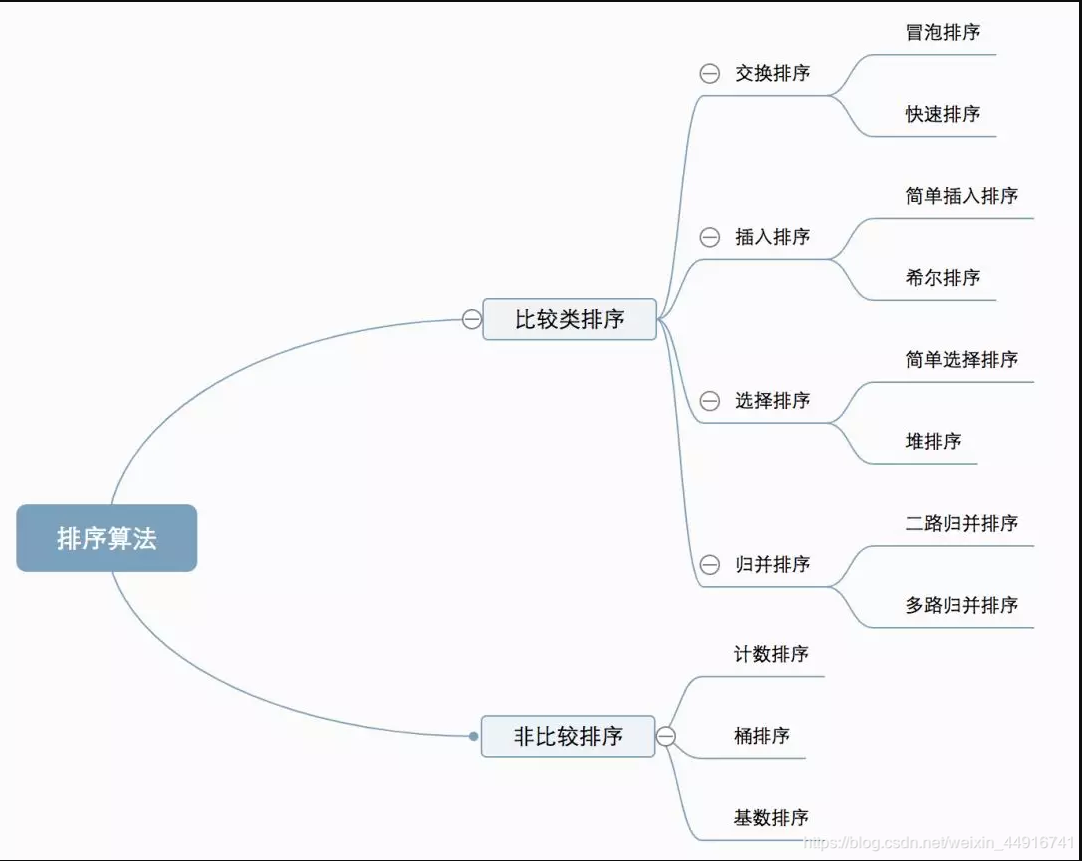 排序算法
比较类排序
交换排序
冒泡排序
快速排序
插入排序
简单插入排序
希尔排序
选择排序
简单选择排序
堆排序
归并排序
二路归并排序
多路归并排序
非比较排序
计数排序
桶排序
基数排序
https://blog.csdn.net/weixin_44916741